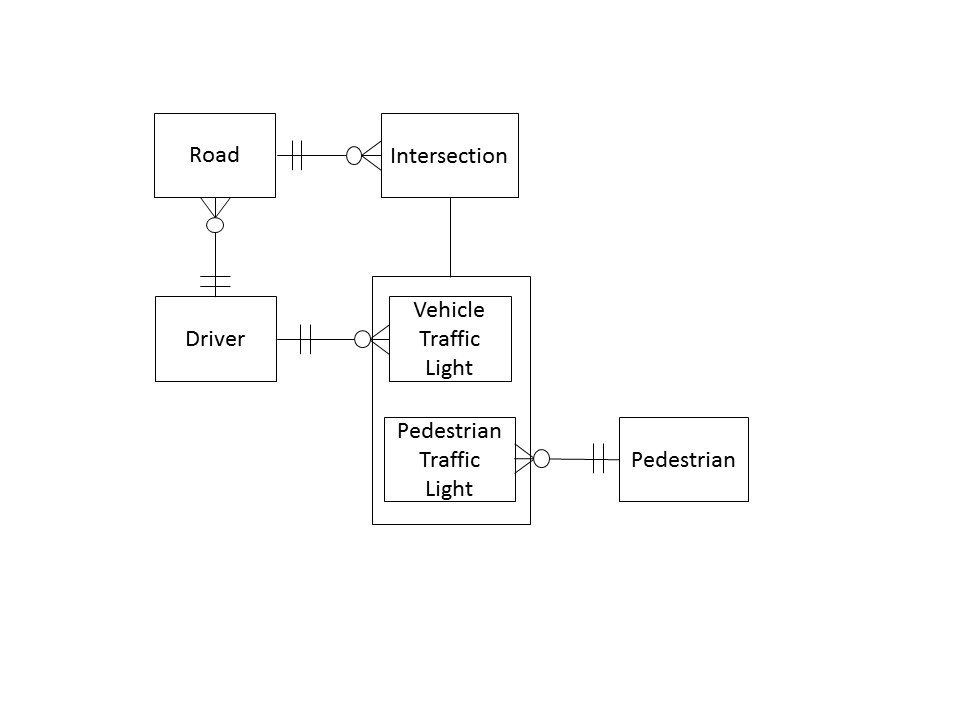 Road
Intersection
Driver
Vehicle
Traffic
Light
Pedestrian
Traffic
Light
Pedestrian